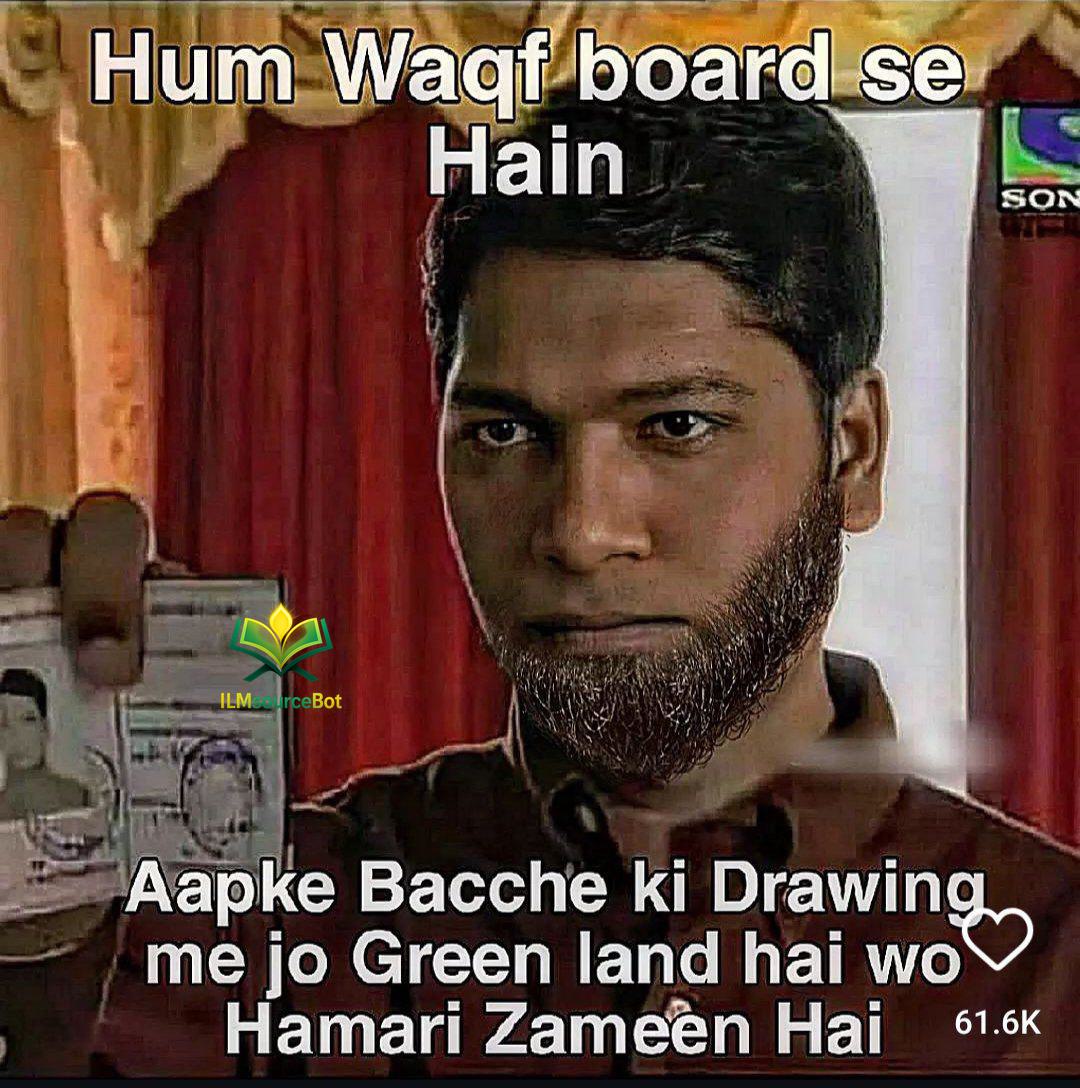 Hum Waqf board se
Hain
SON
ILMsourceBot
Aapke Bacche ki Drawing
me jo Green land hai wo
Hamari Zameen Hai
61.6K